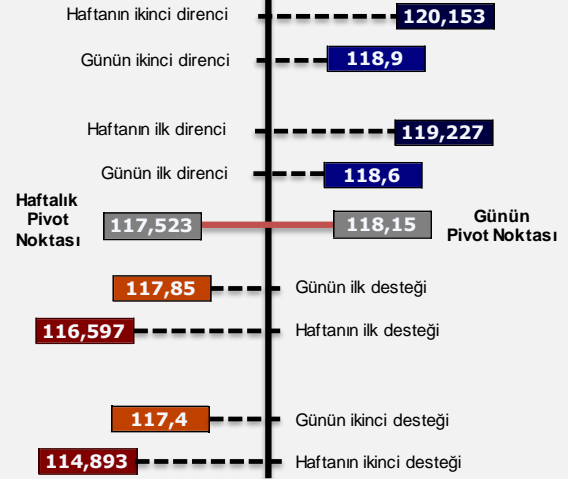 Haftanın ikinci direnci 120,153
Günün ikinci direnci 118,9
Haftanın ilk direnci 119,227
Günün ilk direnci 118,6
Haftalık
Pivot
Noktası
117,523 118,15
Günün
Pivot Noktası
117,85 Günün ilk desteği
116,597 Haftanın ilk desteği
117,4 Günün ikinci desteği
114,893 Haftanın ikinci desteği